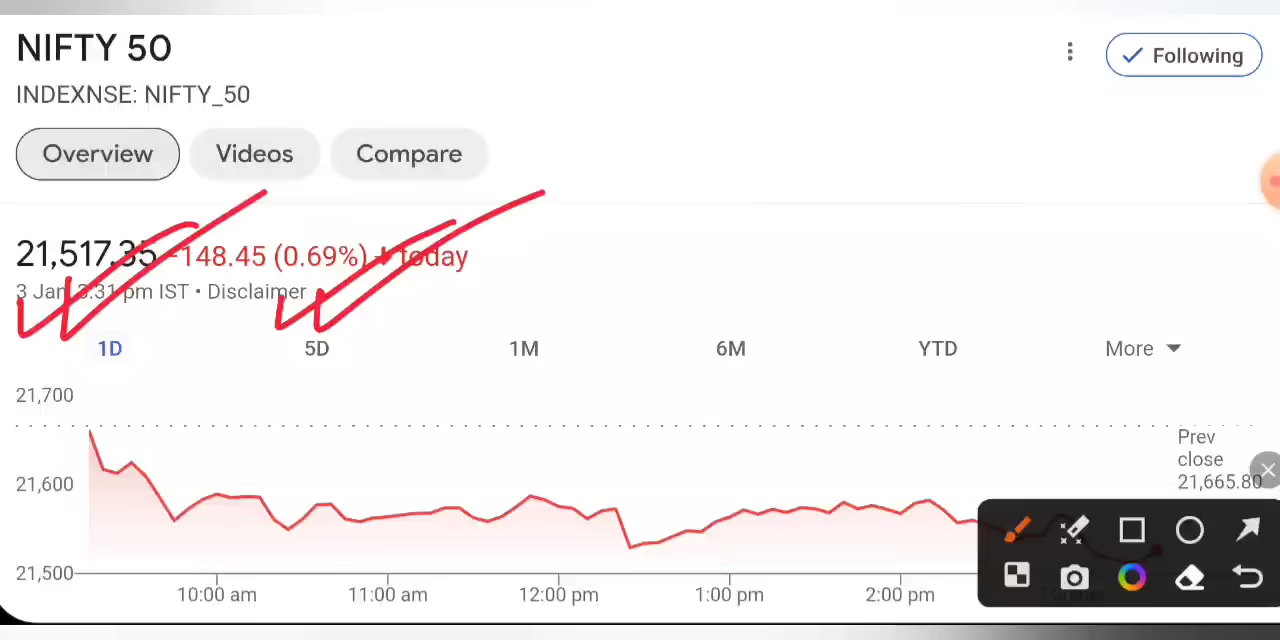 NIFTY 50
Following
INDEXNSE: NIFTY_50
Overview Videos Compare
21,517.35 -148.45 (0.69%) ↓ today
3 Jan, 3:31 pm IST • Disclaimer
1D 5D 1M 6M YTD More
21,700
Prev
close
21,665.80
21,600
21,500
10:00 am 11:00 am 12:00 pm 1:00 pm 2:00 pm